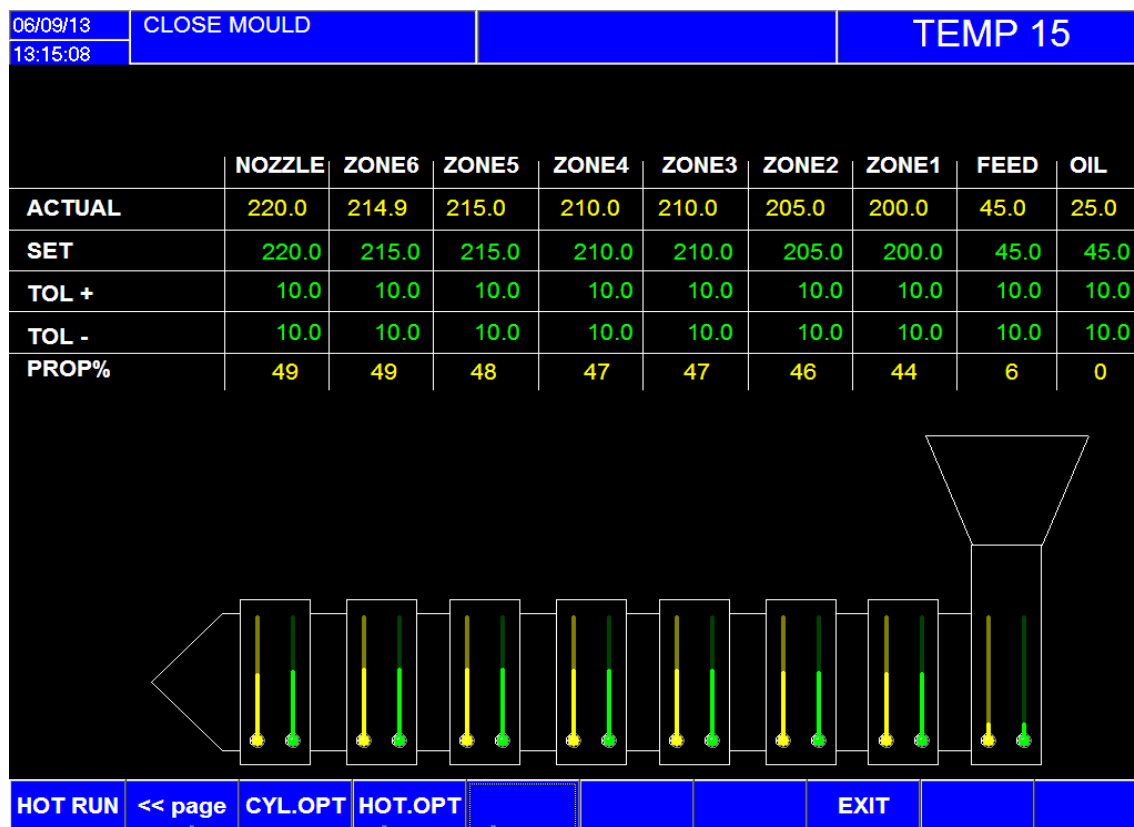 06/09/13 CLOSE MOULD TEMP 15
13:15:08
NOZZLE ZONE6 ZONE5 ZONE4 ZONE3 ZONE2 ZONE1 FEED OIL
ACTUAL 220.0 214.9 215.0 210.0 210.0 205.0 200.0 45.0 25.0
SET 220.0 215.0 215.0 210.0 210.0 205.0 200.0 45.0 45.0
TOL + 10.0 10.0 10.0 10.0 10.0 10.0 10.0 10.0 10.0
TOL - 10.0 10.0 10.0 10.0 10.0 10.0 10.0 10.0 10.0
PROP% 49 49 48 47 47 46 44 6 0
HOT RUN << page CYL.OPT HOT.OPT EXIT